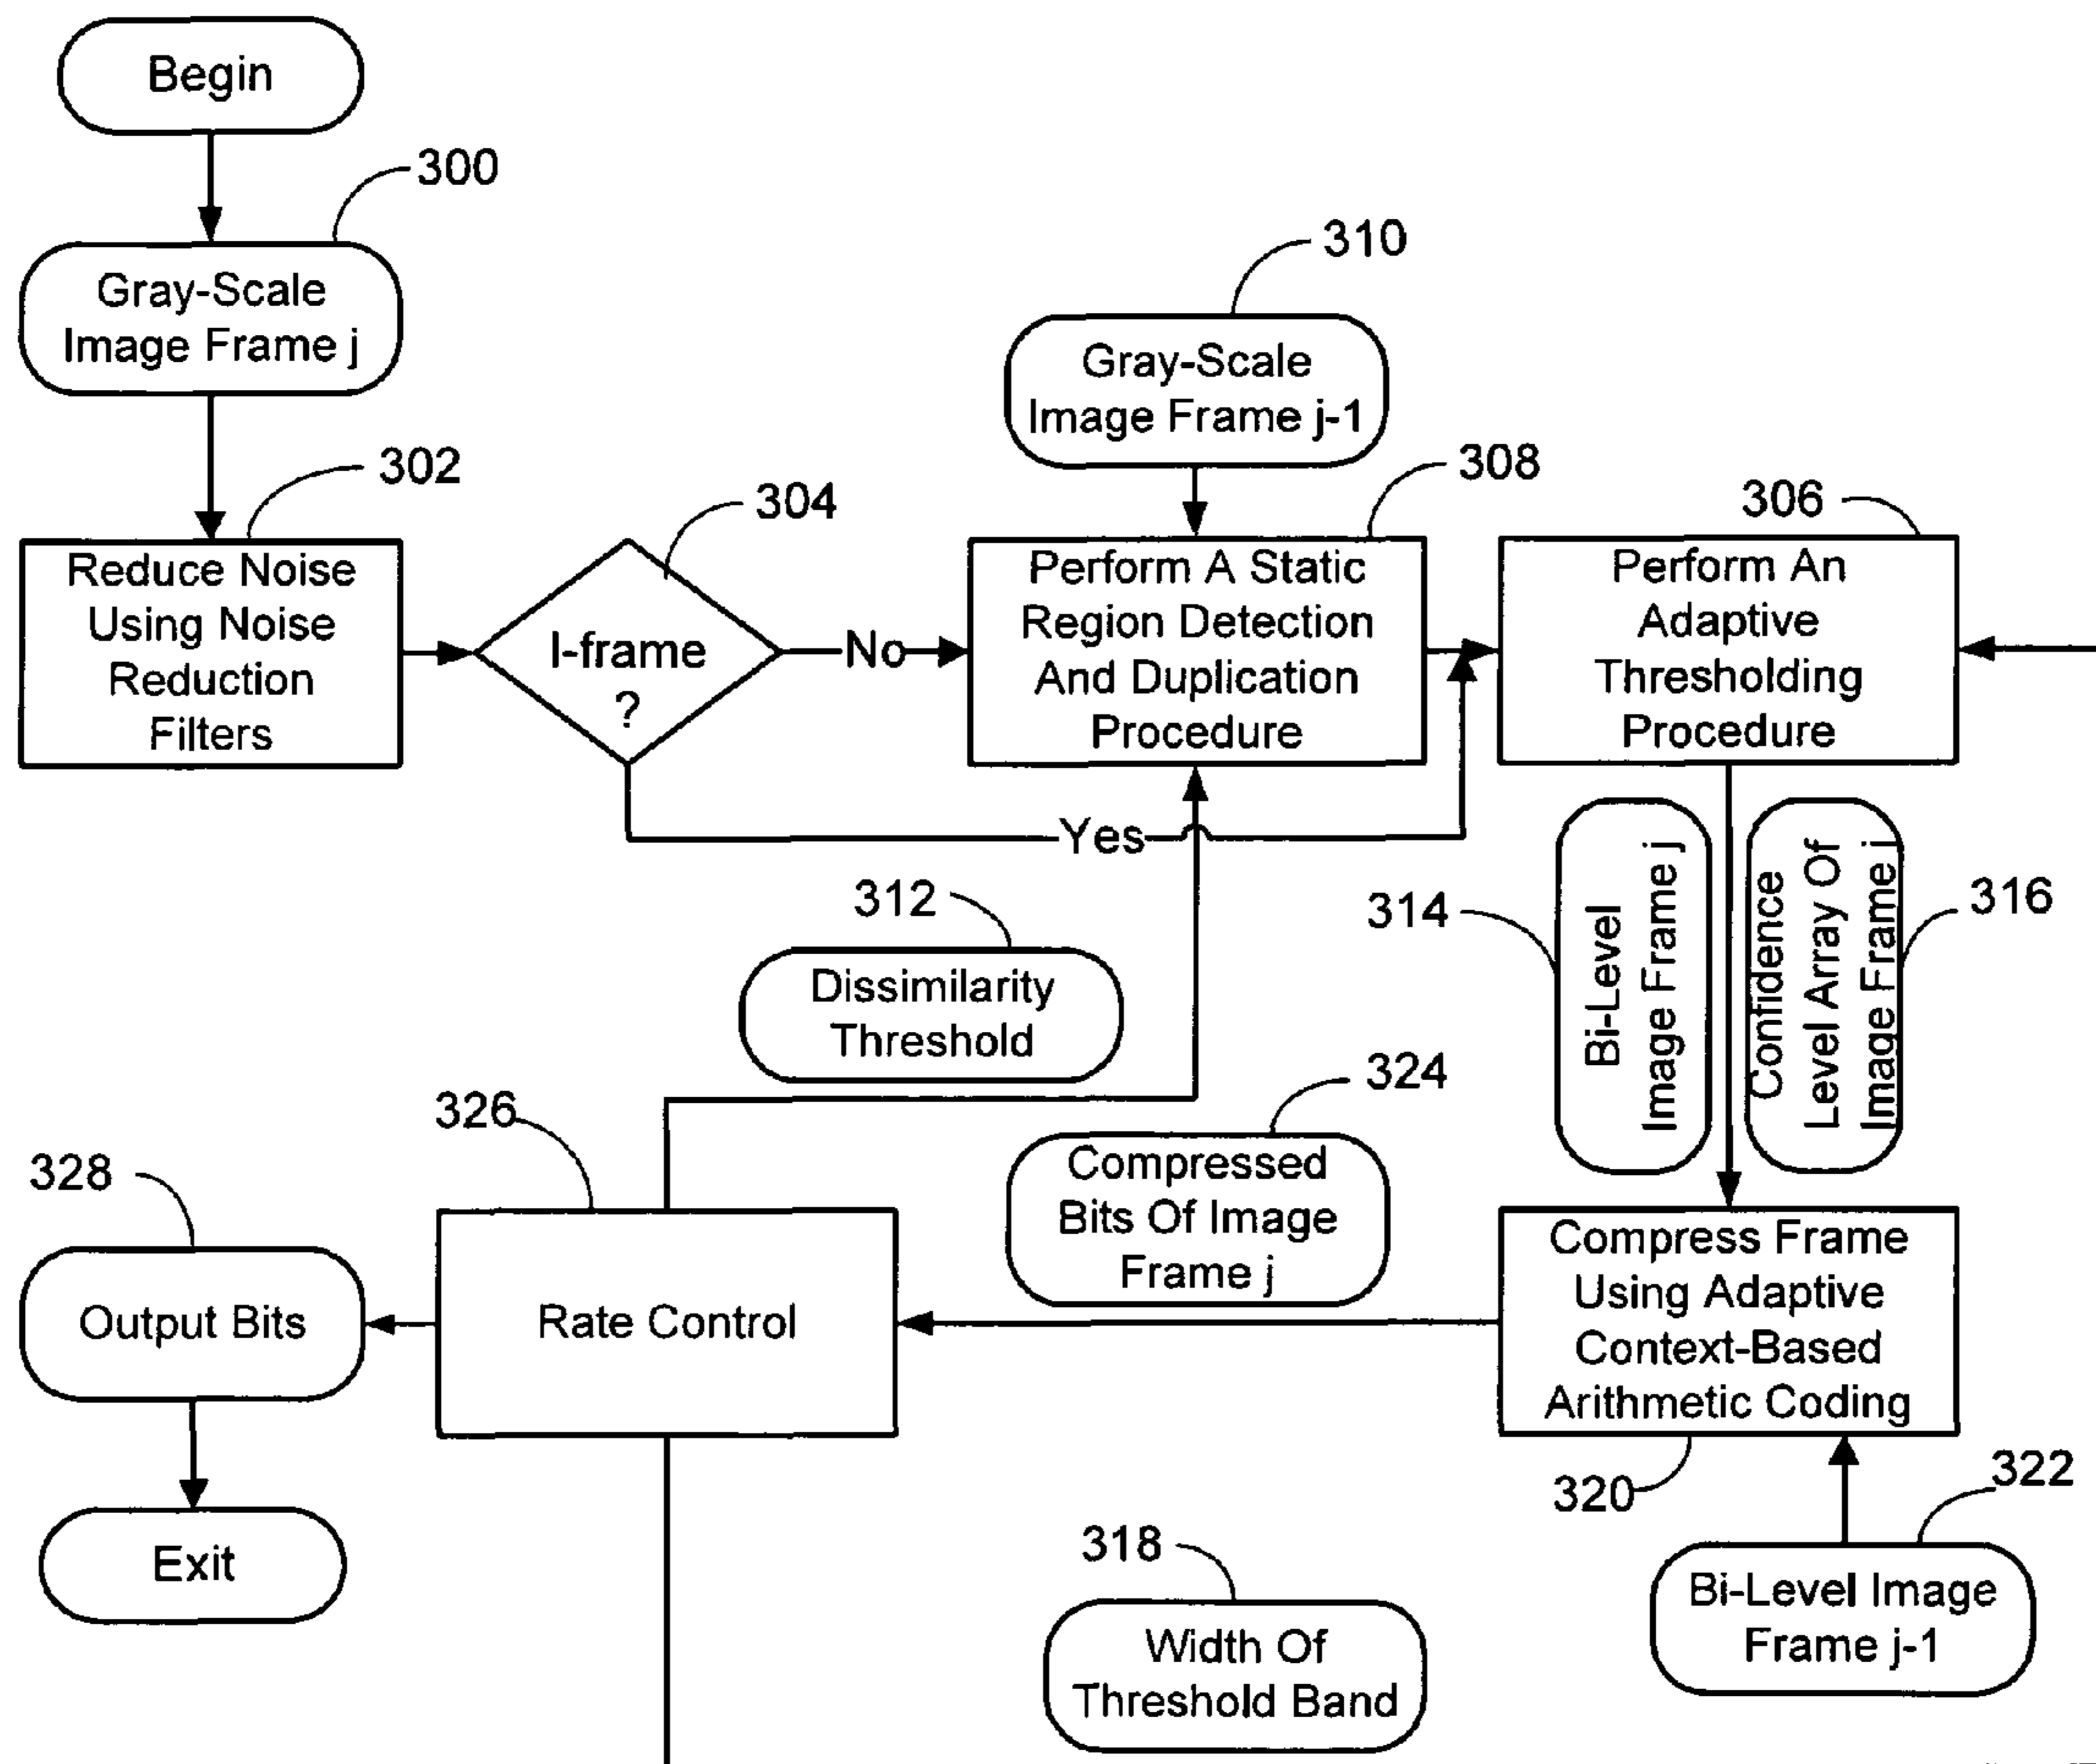 Begin
300
Gray-Scale
Image Frame j
310
Gray-Scale
Image Frame j-1
302
304
308
306
Reduce Noise
Using Noise
Reduction
Filters
I-frame
?
No
Perform A Static
Region Detection
And Duplication
Procedure
Perform An
Adaptive
Thresholding
Procedure
Yes
312
Dissimilarity
Threshold
314
Bi-Level
Image Frame j
Confidence
Level Array Of
Image Frame j
316
324
Compressed
Bits Of Image
Frame j
326
328
Output Bits
Rate Control
Compress Frame
Using Adaptive
Context-Based
Arithmetic Coding
320
322
Exit
318
Width Of
Threshold Band
Bi-Level Image
Frame j-1